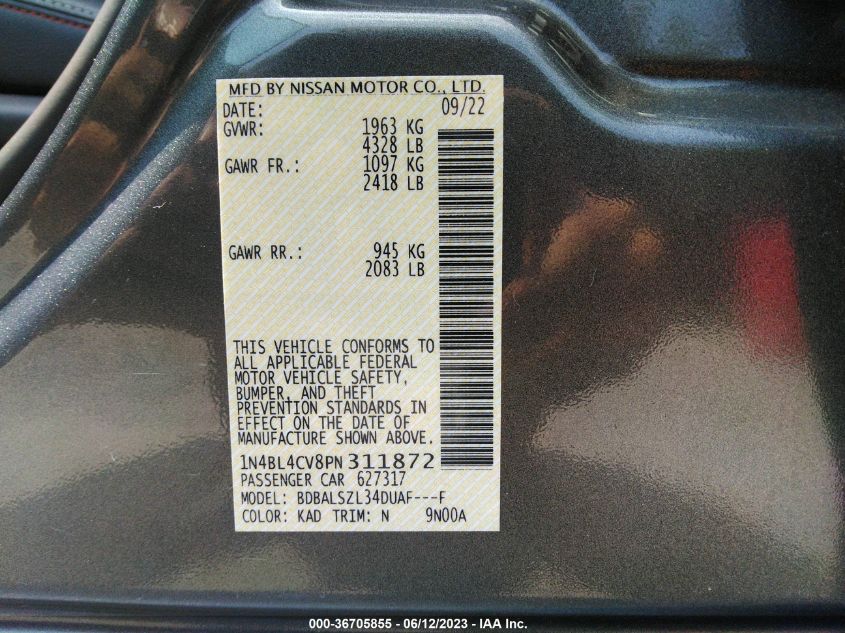 MFD BY NISSAN MOTOR CO., LTD.
DATE: 09/22
GVWR: 1963 KG
4328 LB
GAWR FR.: 1097 KG
2418 LB
GAWR RR.: 945 KG
2083 LB
THIS VEHICLE CONFORMS TO
ALL APPLICABLE FEDERAL
MOTOR VEHICLE SAFETY,
BUMPER, AND THEFT
PREVENTION STANDARDS IN
EFFECT ON THE DATE OF
MANUFACTURE SHOWN ABOVE.
1N4BL4CV8PN 311872
PASSENGER CAR 627317
MODEL: BDBALSZL34DUAF---F
COLOR: KAD TRIM: N 9N00A
000-36705855 - 06/12/2023 - IAA Inc.